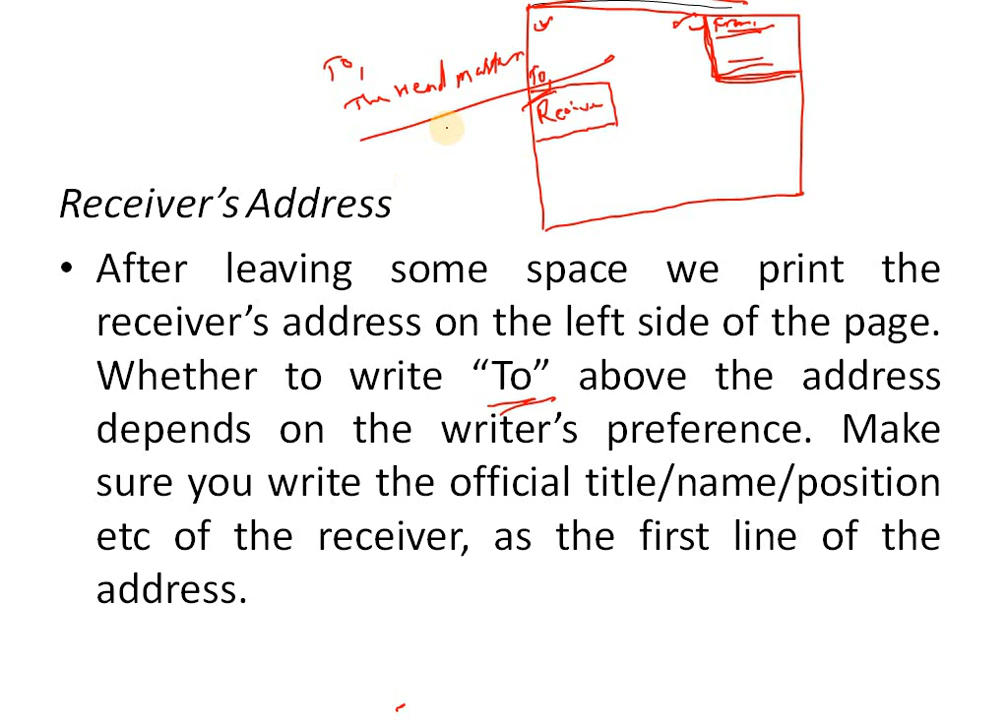 From,
To,
The Head master
To,
Receiver
Receiver's Address
• After leaving some space we print the
receiver's address on the left side of the page.
Whether to write “To” above the address
depends on the writer's preference. Make
sure you write the official title/name/position
etc of the receiver, as the first line of the
address.